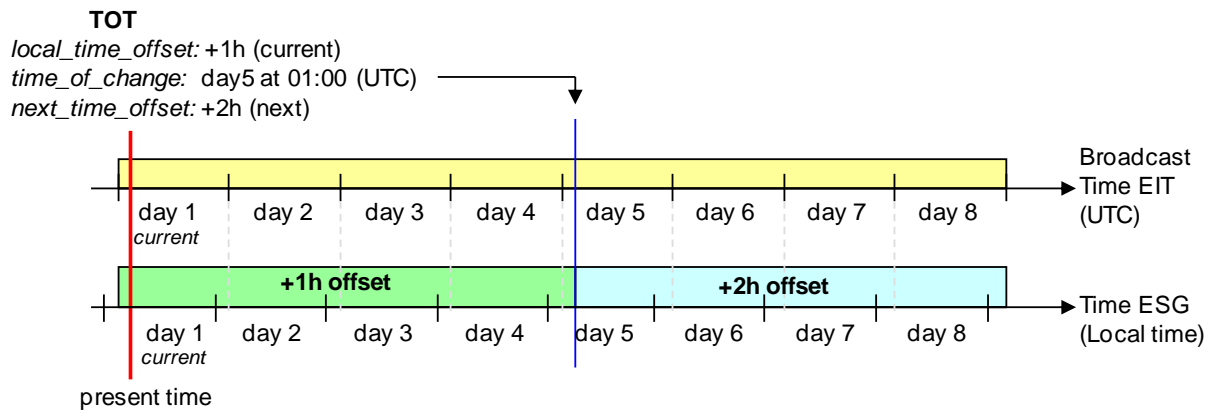 TOT
local_time_offset: +1h (current)
time_of_change: day5 at 01:00 (UTC)
next_time_offset: +2h (next)
Broadcast
Time EIT
(UTC)
day 1 day 2 day 3 day 4 day 5 day 6 day 7 day 8
current
+1h offset +2h offset
Time ESG
(Local time)
day 1 day 2 day 3 day 4 day 5 day 6 day 7 day 8
current
present time